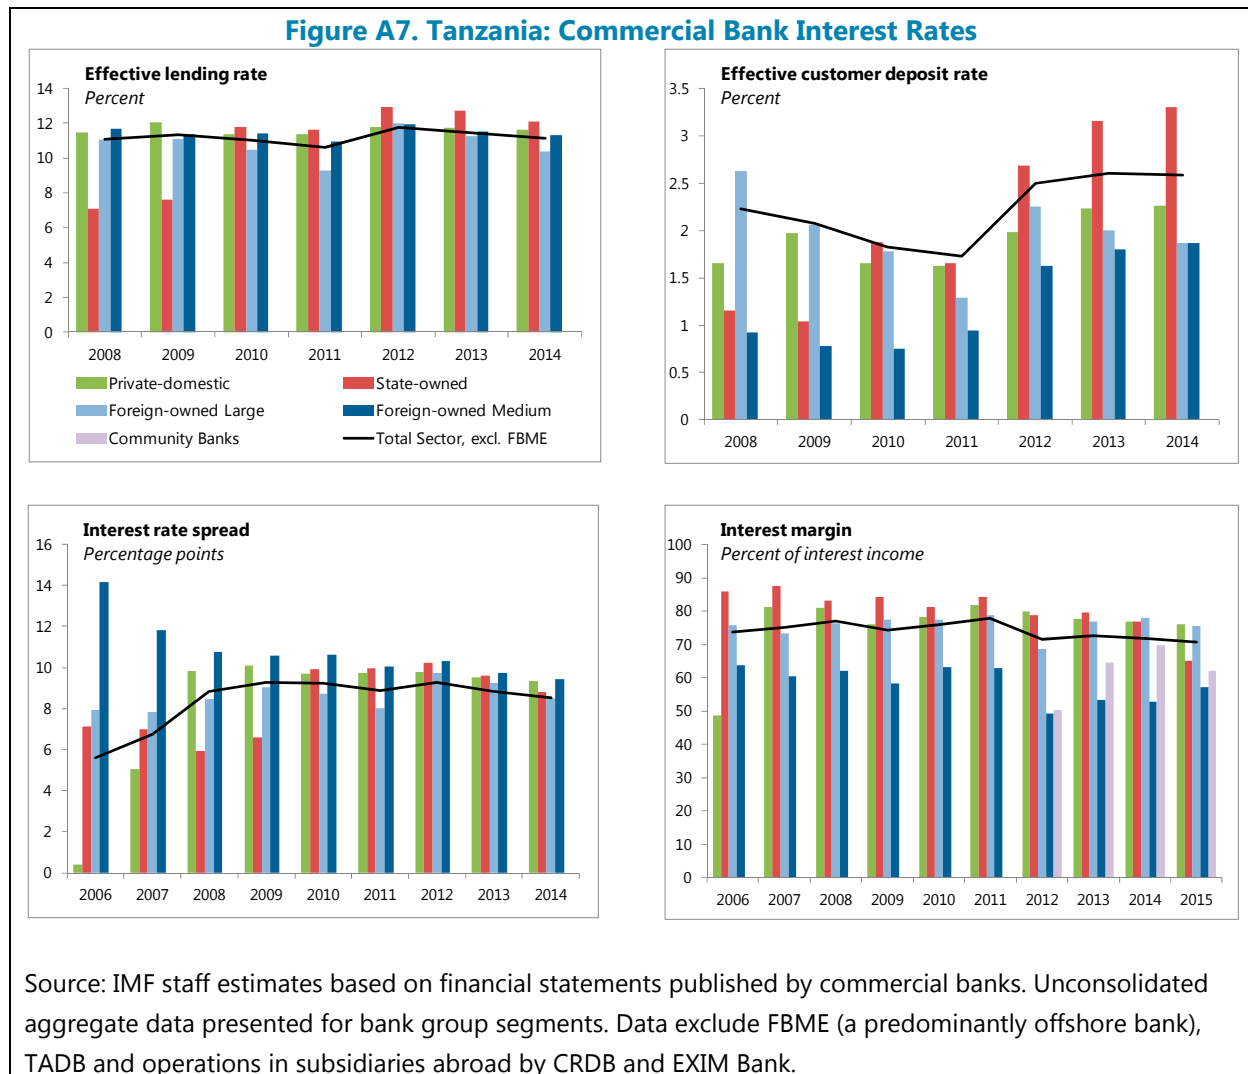 Figure A7. Tanzania: Commercial Bank Interest Rates
Effective lending rate
Percent
14
12
10
8
6
4
2
0
2008 2009 2010 2011 2012 2013 2014
Private-domestic State-owned
Foreign-owned Large Foreign-owned Medium
Community Banks Total Sector, excl. FBME
Effective customer deposit rate
Percent
3.5
3
2.5
2
1.5
1
0.5
0
2008 2009 2010 2011 2012 2013 2014
Interest rate spread
Percentage points
16
14
12
10
8
6
4
2
0
2006 2007 2008 2009 2010 2011 2012 2013 2014
Interest margin
Percent of interest income
100
90
80
70
60
50
40
30
20
10
0
2006 2007 2008 2009 2010 2011 2012 2013 2014 2015
Source: IMF staff estimates based on financial statements published by commercial banks. Unconsolidated
aggregate data presented for bank group segments. Data exclude FBME (a predominantly offshore bank),
TADB and operations in subsidiaries abroad by CRDB and EXIM Bank.